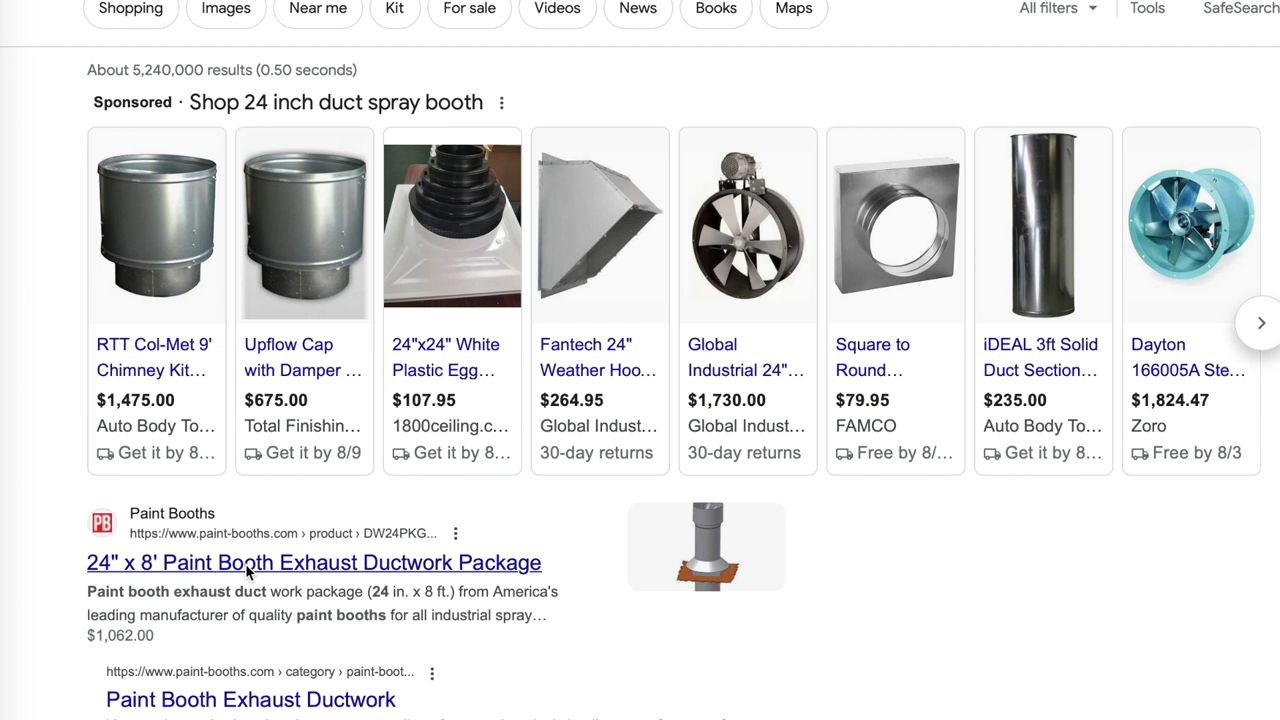 Shopping
Images
Near me
Kit
For sale
Videos
News
Books
Maps
All filters
Tools
SafeSearch
About 5,240,000 results (0.50 seconds)
Sponsored · Shop 24 inch duct spray booth
RTT Col-Met 9'
Chimney Kit...
$1,475.00
Auto Body To...
Get it by 8...
Upflow Cap
with Damper ...
$675.00
Total Finishin...
Get it by 8/9
24"x24" White
Plastic Egg...
$107.95
1800ceiling.c...
Get it by 8...
Fantech 24"
Weather Hoo...
$264.95
Global Indust...
30-day returns
Global
Industrial 24"...
$1,730.00
Global Indust...
30-day returns
Square to
Round...
$79.95
FAMCO
Free by 8/...
iDEAL 3ft Solid
Duct Section...
$235.00
Auto Body To...
Get it by 8...
Dayton
166005A Ste...
$1,824.47
Zoro
Free by 8/3
PB
Paint Booths
https://www.paint-booths.com › product › DW24PKG...
24" x 8' Paint Booth Exhaust Ductwork Package
Paint booth exhaust duct work package (24 in. x 8 ft.) from America's
leading manufacturer of quality paint booths for all industrial spray...
$1,062.00
https://www.paint-booths.com › category › paint-boot...
Paint Booth Exhaust Ductwork